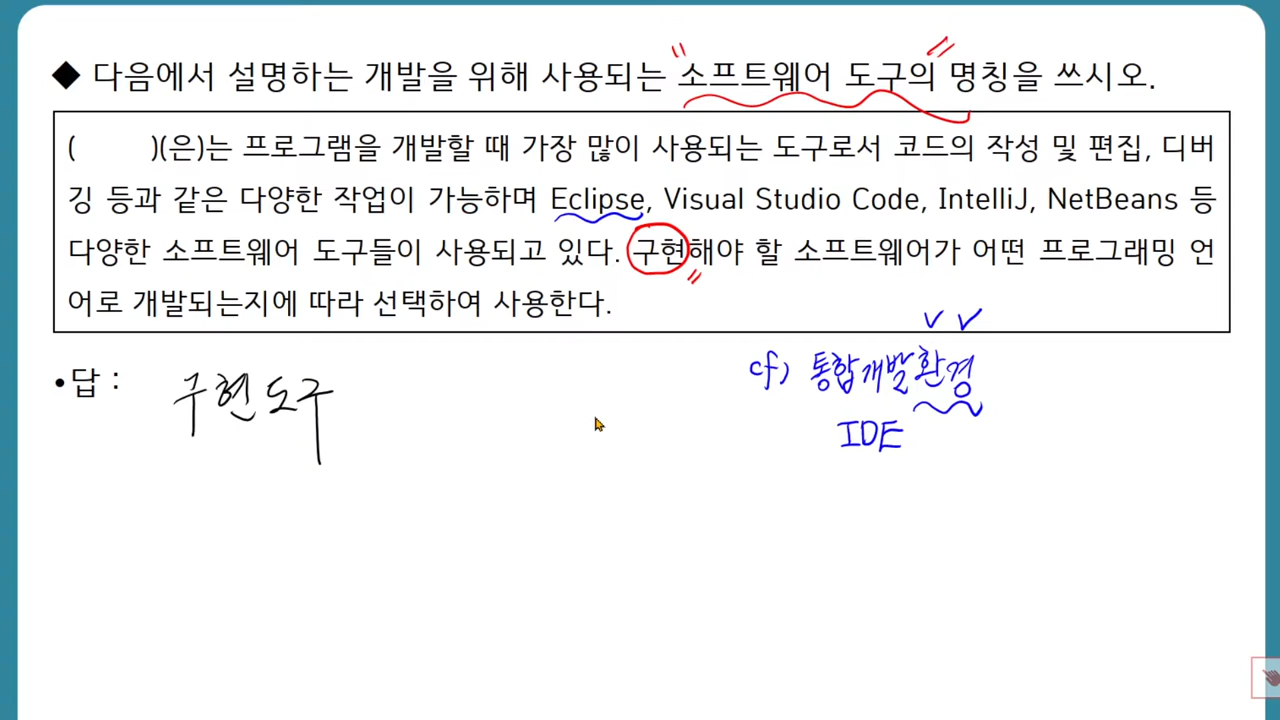 ◆ 다음에서 설명하는 개발을 위해 사용되는 소프트웨어 도구의 명칭을 쓰시오.
( )(은)는 프로그램을 개발할 때 가장 많이 사용되는 도구로서 코드의 작성 및 편집, 디버
깅 등과 같은 다양한 작업이 가능하며 Eclipse, Visual Studio Code, IntelliJ, NetBeans 등
다양한 소프트웨어 도구들이 사용되고 있다. 구현해야 할 소프트웨어가 어떤 프로그래밍 언
어로 개발되는지에 따라 선택하여 사용한다.
•답 : 구현 도구
cf) 통합개발환경
IDE